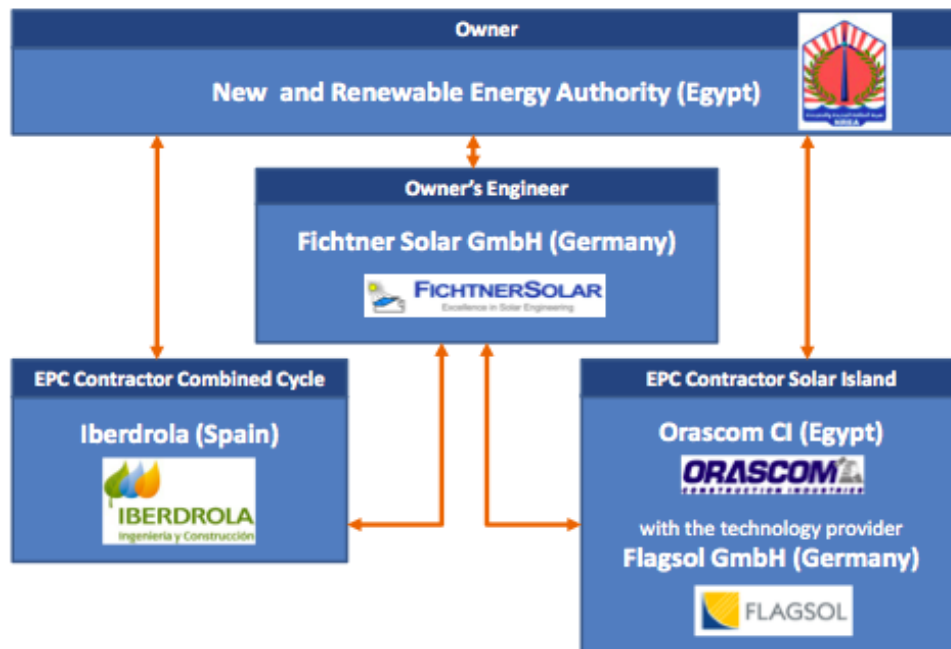 Owner
New and Renewable Energy Authority (Egypt)
NREA
Owner's Engineer
Fichtner Solar GmbH (Germany)
FICHTNERSOLAR
Excellence in Solar Engineering
EPC Contractor Combined Cycle
Iberdrola (Spain)
IBERDROLA
Ingeniería y Construcción
EPC Contractor Solar Island
Orascom CI (Egypt)
ORASCOM
CONSTRUCTION INDUSTRIES
with the technology provider
Flagsol GmbH (Germany)
FLAGSOL